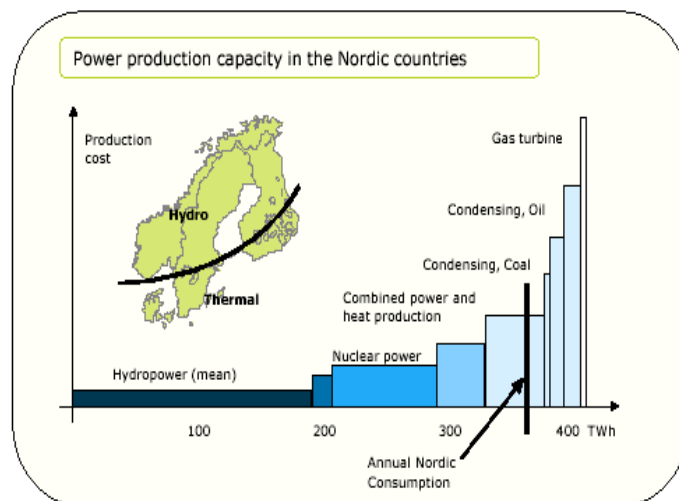 Power production capacity in the Nordic countries
Production
cost
Gas turbine
Hydro
Condensing, Oil
Condensing, Coal
Thermal
Combined power and
heat production
Nuclear power
Hydropower (mean)
100
200
300
400 TWh
Annual Nordic
Consumption